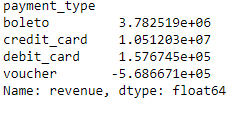 payment_type
boleto         3.782519e+06
credit_card    1.051203e+07
debit_card     1.576745e+05
voucher       -5.686671e+05
Name: revenue, dtype: float64